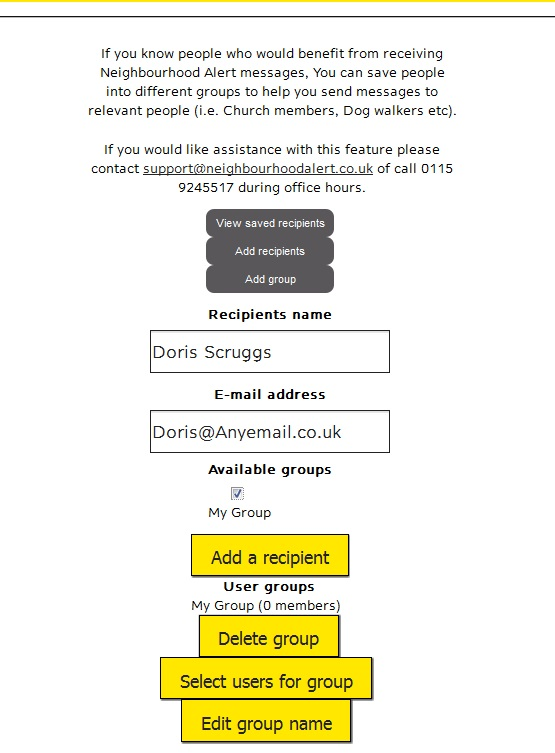 If you know people who would benefit from receiving
Neighbourhood Alert messages, You can save people
into different groups to help you send messages to
relevant people (i.e. Church members, Dog walkers etc).
If you would like assistance with this feature please
contact support@neighbourhoodalert.co.uk of call 0115
9245517 during office hours.
View saved recipients
Add recipients
Add group
Recipients name
Doris Scruggs
E-mail address
Doris@Anyemail.co.uk
Available groups
My Group
Add a recipient
User groups
My Group (0 members)
Delete group
Select users for group
Edit group name